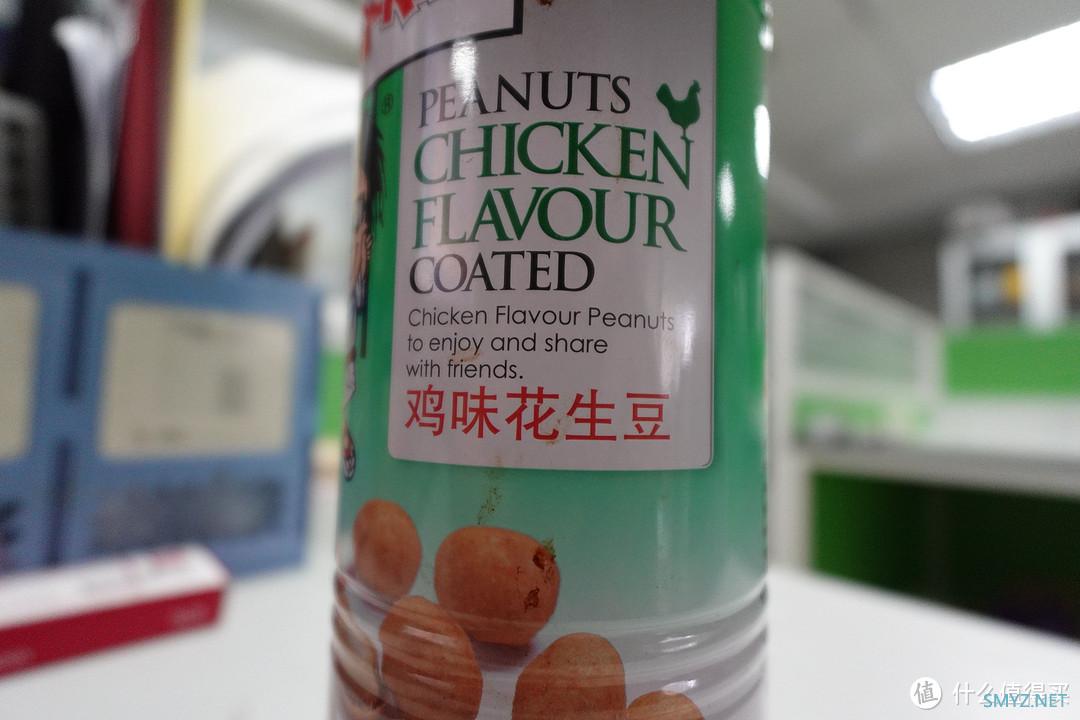 ®
PEANUTS
CHICKEN
FLAVOUR
COATED
Chicken Flavour Peanuts
to enjoy and share
with friends.
鸡味花生豆
值 什么值得买
SMYZ.NET